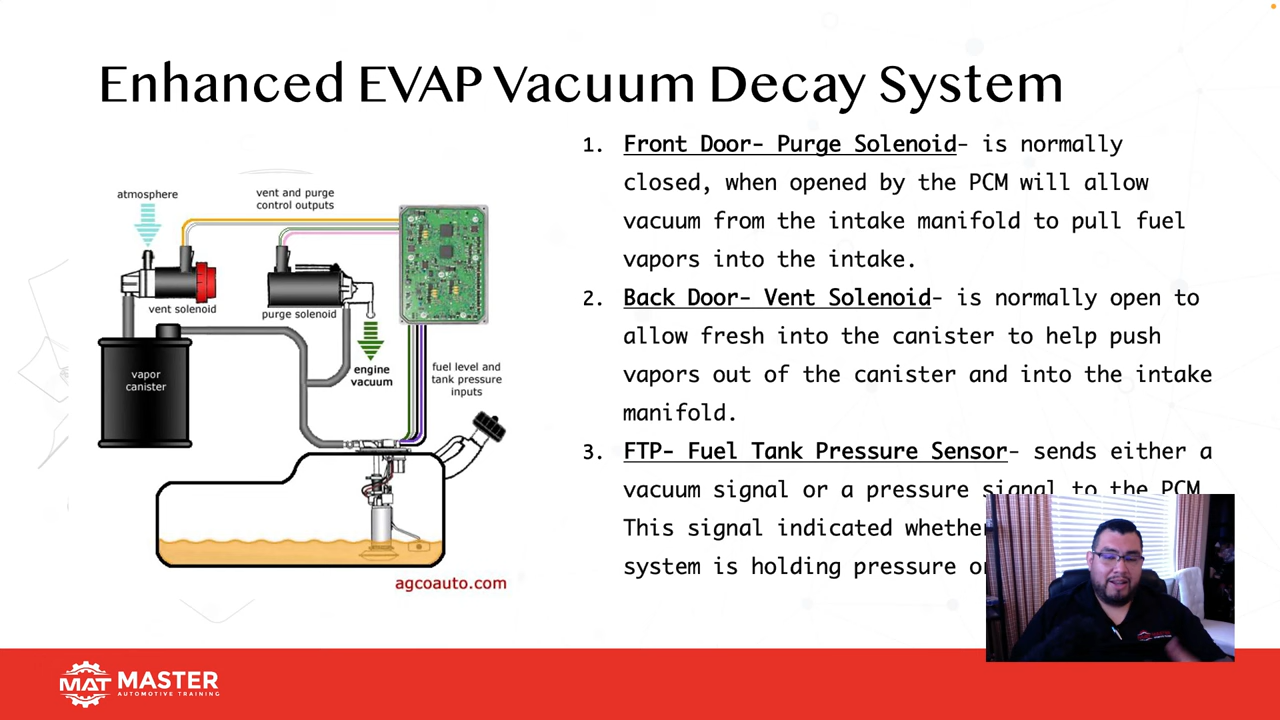 Enhanced EVAP Vacuum Decay System
atmosphere
vent and purge
control outputs
vent solenoid
purge solenoid
vapor
canister
engine
vacuum
fuel level and
tank pressure
inputs
agcoauto.com
1. Front Door- Purge Solenoid- is normally
closed, when opened by the PCM will allow
vacuum from the intake manifold to pull fuel
vapors into the intake.
2. Back Door- Vent Solenoid- is normally open to
allow fresh into the canister to help push
vapors out of the canister and into the intake
manifold.
3. FTP- Fuel Tank Pressure Sensor- sends either a
vacuum signal or a pressure signal to the PCM
This signal indicated whether
system is holding pressure
MAT MASTER
AUTOMOTIVE TRAINING